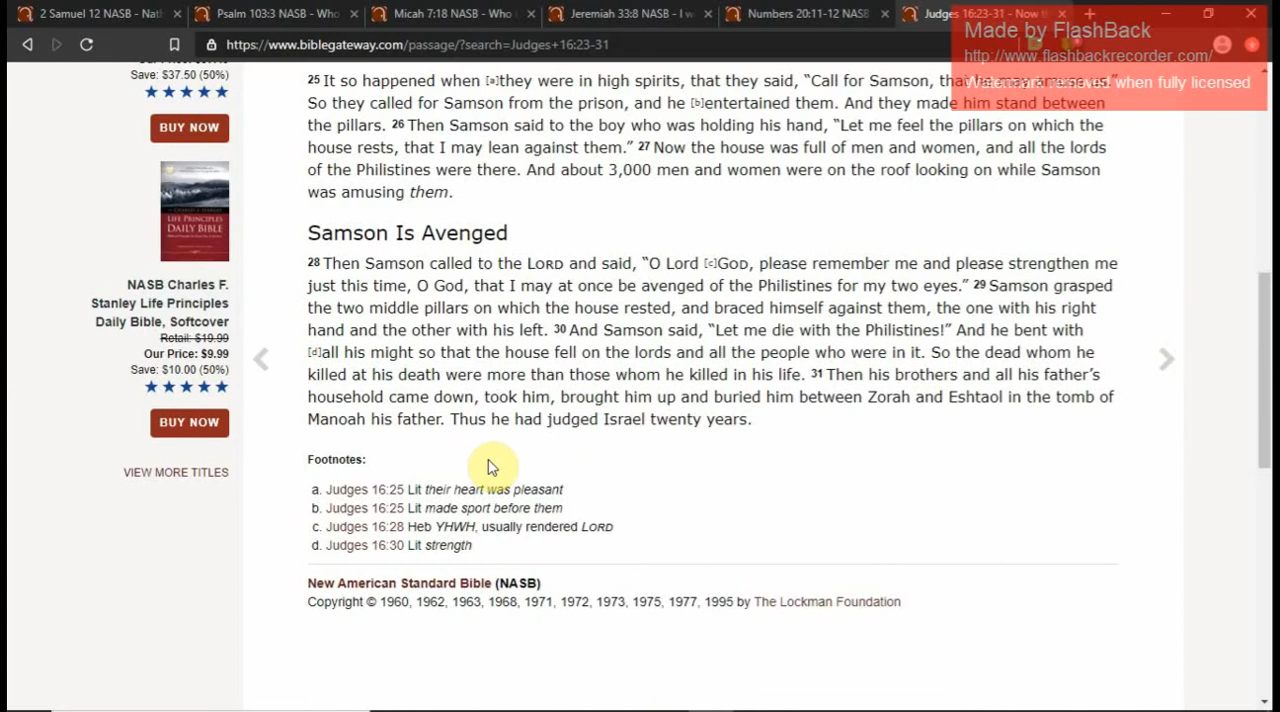 2 Samuel 12 NASB - Nath
Psalm 103:3 NASB - Who
Micah 7:18 NASB - Who
Jeremiah 33:8 NASB - I w
Numbers 20:11-12 NASB
Judges 16:23-31 - Now th
Made by FlashBack
https://www.biblegateway.com/passage/?search=Judges+16:23-31
http://www.flashbackrecorder.com/
Watermark removed when fully licensed
Save: $37.50 (50%)
BUY NOW
LIFE PRINCIPLES
DAILY BIBLE
NASB Charles F.
Stanley Life Principles
Daily Bible, Softcover
Retail: $19.99
Our Price: $9.99
Save: $10.00 (50%)
BUY NOW
VIEW MORE TITLES
25 It so happened when [a]they were in high spirits, that they said, “Call for Samson, that he may amuse us.”
So they called for Samson from the prison, and he [b]entertained them. And they made him stand between
the pillars. 26 Then Samson said to the boy who was holding his hand, “Let me feel the pillars on which the
house rests, that I may lean against them.” 27 Now the house was full of men and women, and all the lords
of the Philistines were there. And about 3,000 men and women were on the roof looking on while Samson
was amusing them.
Samson Is Avenged
28 Then Samson called to the LORD and said, “O Lord [c]GOD, please remember me and please strengthen me
just this time, O God, that I may at once be avenged of the Philistines for my two eyes.” 29 Samson grasped
the two middle pillars on which the house rested, and braced himself against them, the one with his right
hand and the other with his left. 30 And Samson said, “Let me die with the Philistines!” And he bent with
[d]all his might so that the house fell on the lords and all the people who were in it. So the dead whom he
killed at his death were more than those whom he killed in his life. 31 Then his brothers and all his father’s
household came down, took him, brought him up and buried him between Zorah and Eshtaol in the tomb of
Manoah his father. Thus he had judged Israel twenty years.
Footnotes:
a. Judges 16:25 Lit their heart was pleasant
b. Judges 16:25 Lit made sport before them
c. Judges 16:28 Heb YHWH, usually rendered LORD
d. Judges 16:30 Lit strength
New American Standard Bible (NASB)
Copyright © 1960, 1962, 1963, 1968, 1971, 1972, 1973, 1975, 1977, 1995 by The Lockman Foundation